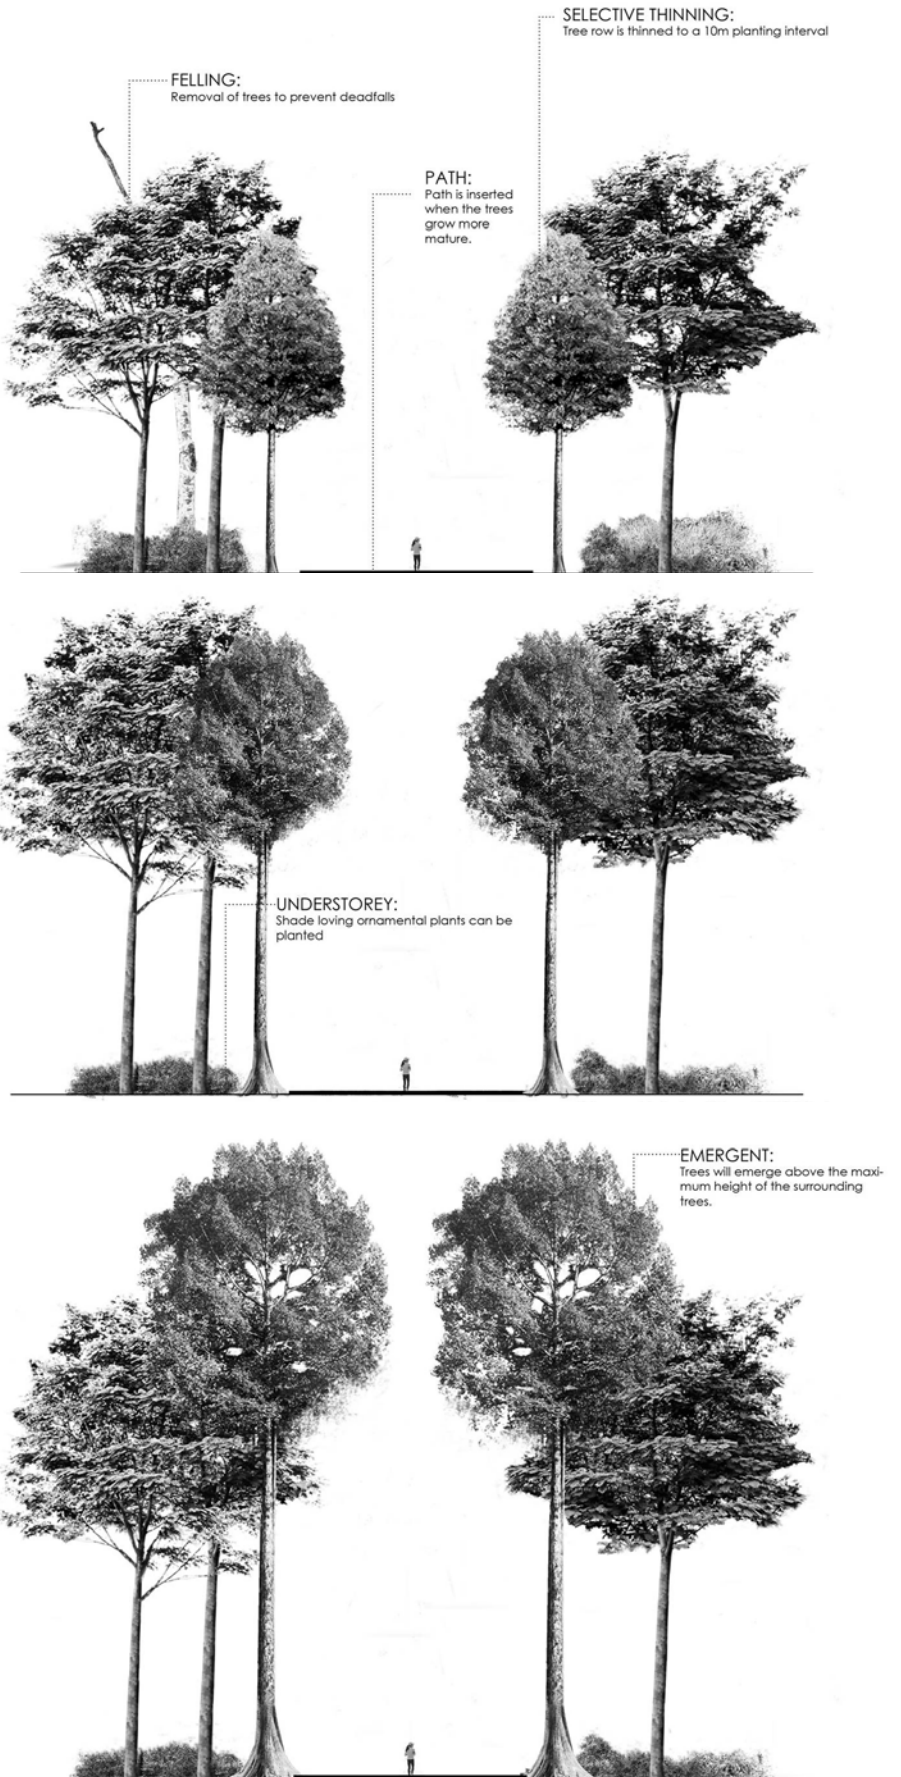 SELECTIVE THINNING:
Tree row is thinned to a 10m planting interval
FELLING:
Removal of trees to prevent deadfalls
PATH:
Path is inserted
when the trees
grow more
mature.
UNDERSTOREY:
Shade loving ornamental plants can be
planted
EMERGENT:
Trees will emerge above the maxi-
mum height of the surrounding
trees.